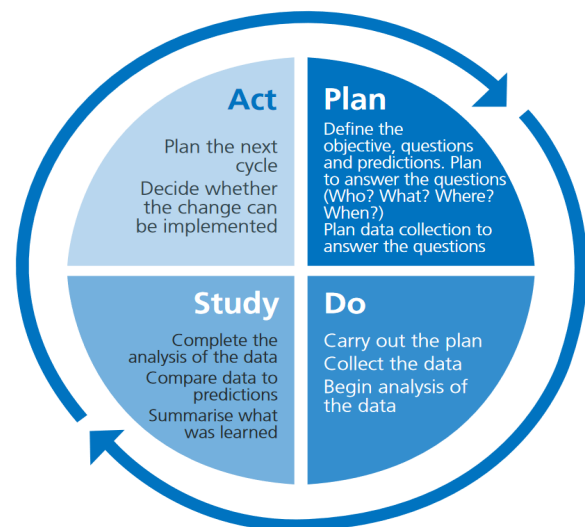 Act
Plan the next
cycle
Decide whether
the change can
be implemented
Plan
Define the
objective, questions
and predictions. Plan
to answer the questions
(Who? What? Where?
When?)
Plan data collection to
answer the questions
Study
Complete the
analysis of the data
Compare data to
predictions
Summarise what
was learned
Do
Carry out the plan
Collect the data
Begin analysis of
the data